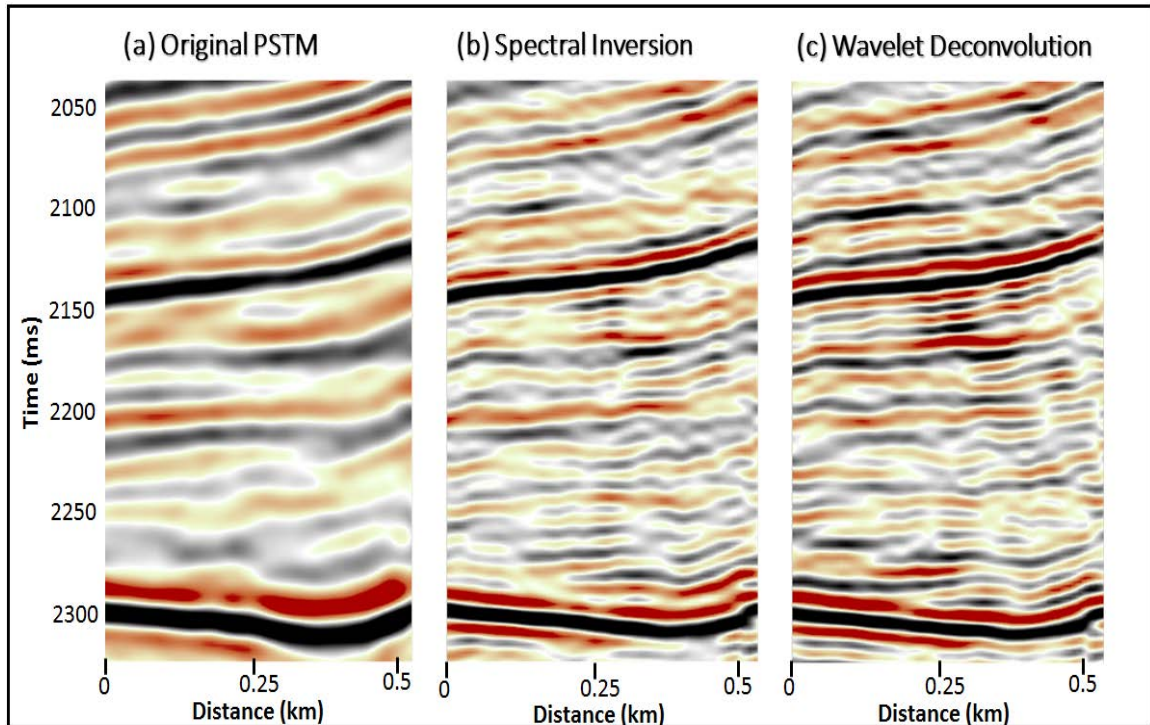 (a) Original PSTM
(b) Spectral Inversion
(c) Wavelet Deconvolution
Time (ms)
2050
2100
2150
2200
2250
2300
0 0.25 0.5
0 0.25 0.5
0 0.25 0.5
Distance (km)
Distance (km)
Distance (km)